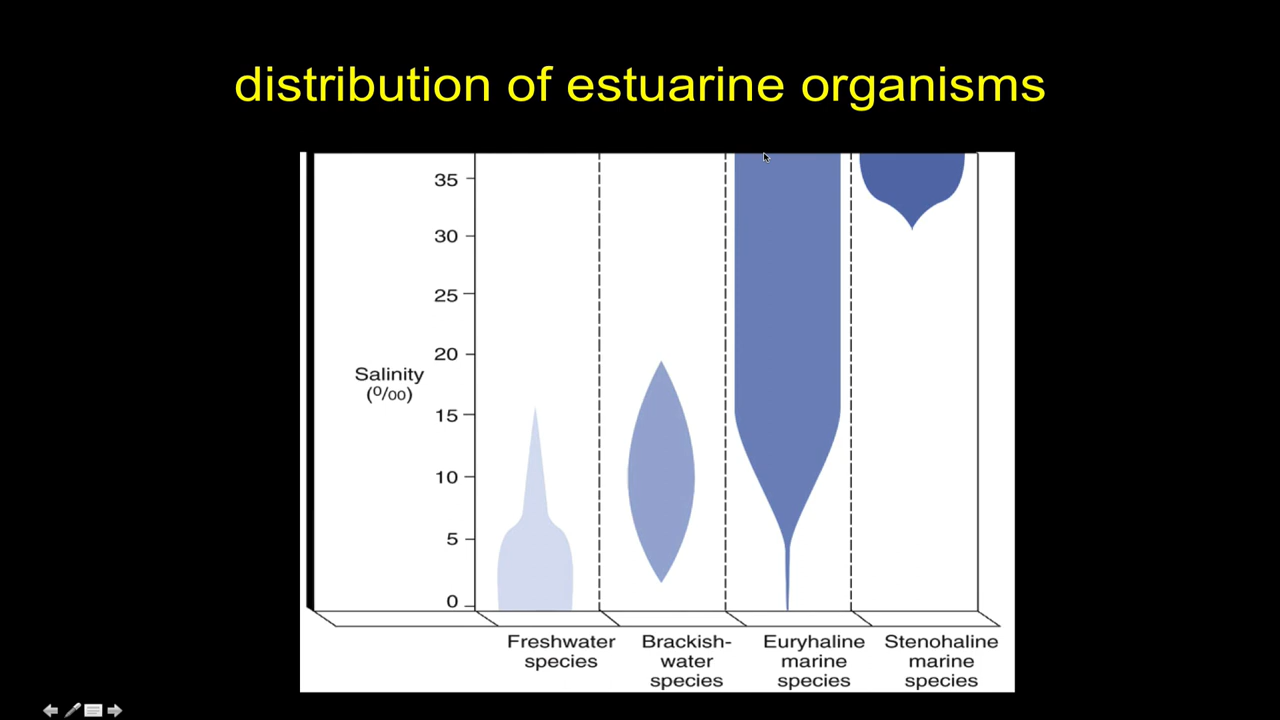 distribution of estuarine organisms
35
30
25
20
Salinity
(⁰/₀₀)
15
10
5
0
Freshwater
species
Brackish-
water
species
Euryhaline
marine
species
Stenohaline
marine
species